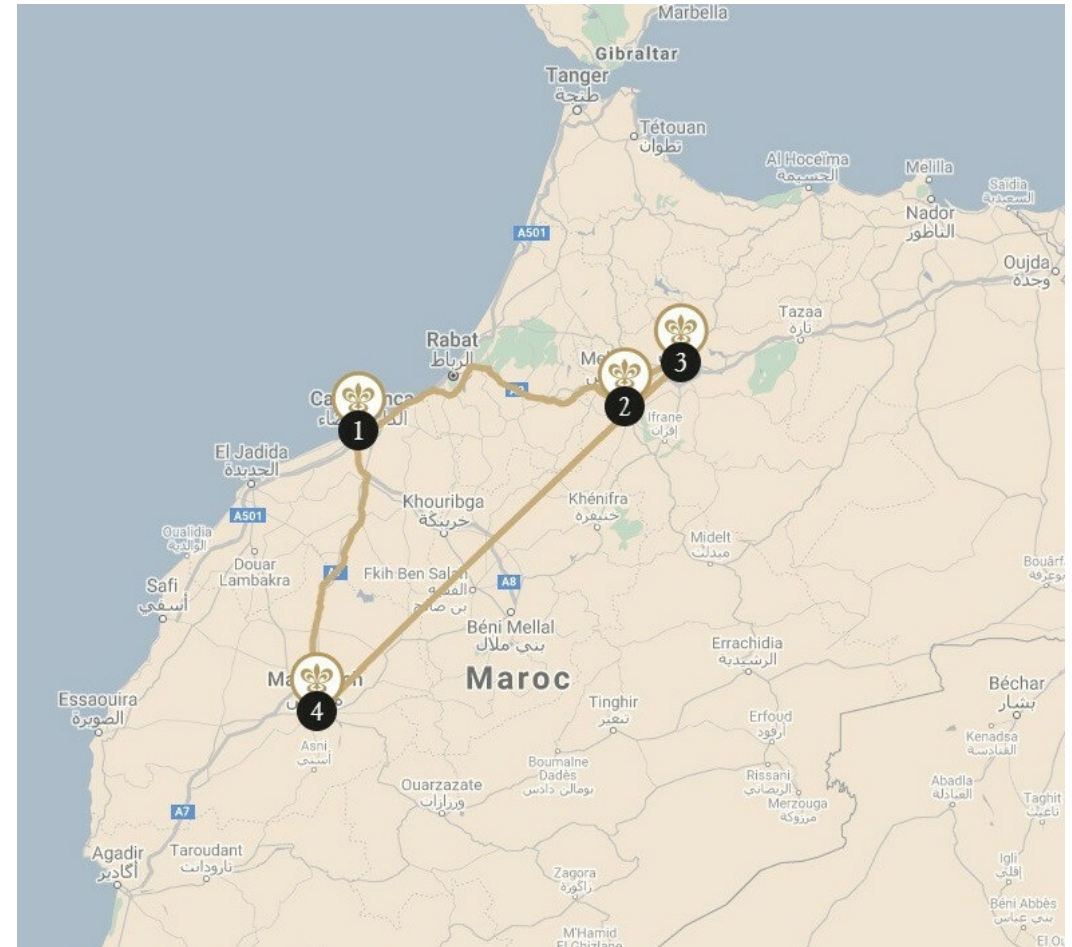 Marbella
Gibraltar
Tanger
طنجة
Tétouan
تطوان
Al Hoceïma
الحسيمة
Melilla
Saïdia
السعيدية
Nador
الناظور
A501
Oujda
وجدة
Tazaa
تازة
Rabat
الرباط
3
2
Ifrane
إفران
1
El Jadida
الجديدة
A501
Khouribga
خريبكة
Khénifra
خنيفرة
Midelt
ميدلت
Oualidia
الوالدية
Douar
Lambakra
Safi
أسفي
Fkih Ben Salah
الفقيه
بن صالح
A8
Béni Mellal
بني ملال
Errachidia
الرشيدية
Maroc
4
Essaouira
الصويرة
Asni
أسني
Tinghir
تنغير
Erfoud
أرفود
Béchar
بشار
Kenadsa
القنادسة
Boumalne
Dadès
بومالن دادس
Rissani
الريصاني
Merzouga
مرزوكة
Ouarzazate
ورزازات
Abadla
العبادلة
Taghit
تاغيت
A7
Agadir
أكادير
Taroudant
تارودانت
Zagora
زاكورة
Igli
إقلي
Béni Abbès
بني عباس
M'Hamid
El Ghizlane